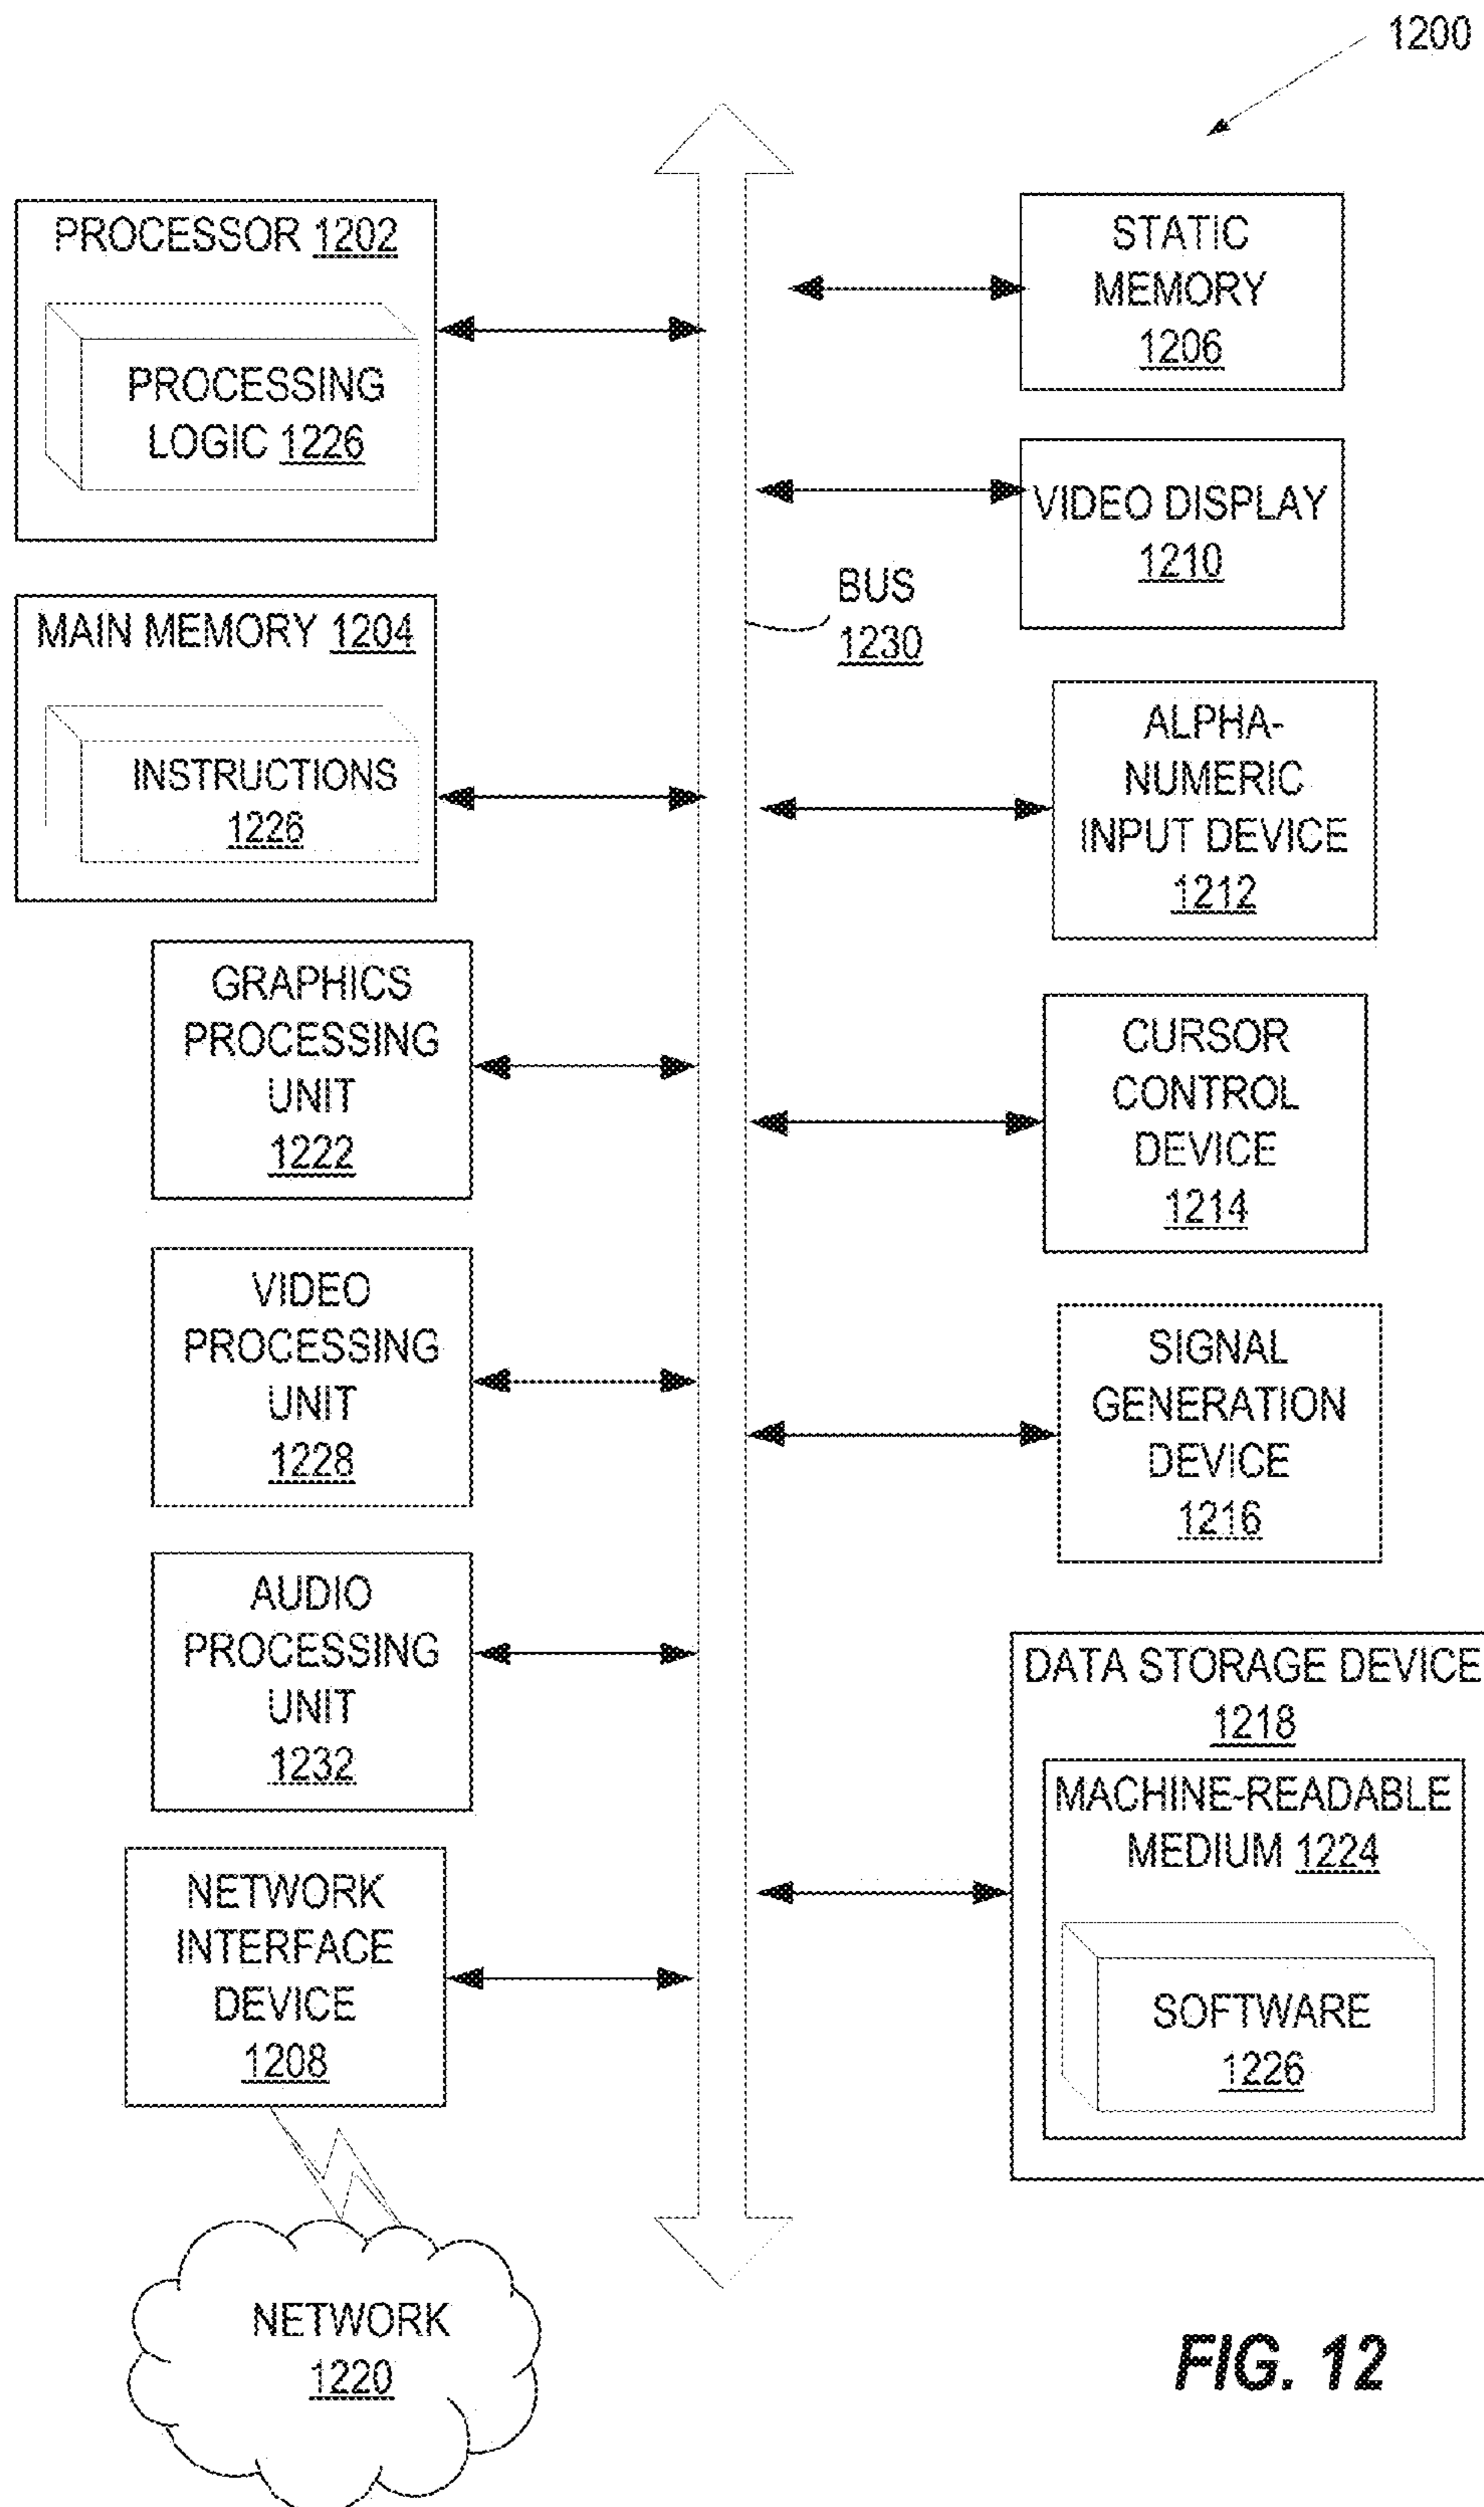 1200
PROCESSOR 1202
PROCESSING
LOGIC 1226
MAIN MEMORY 1204
INSTRUCTIONS
1226
GRAPHICS
PROCESSING
UNIT
1222
VIDEO
PROCESSING
UNIT
1228
AUDIO
PROCESSING
UNIT
1232
NETWORK
INTERFACE
DEVICE
1208
NETWORK
1220
BUS
1230
STATIC
MEMORY
1206
VIDEO DISPLAY
1210
ALPHA-
NUMERIC
INPUT DEVICE
1212
CURSOR
CONTROL
DEVICE
1214
SIGNAL
GENERATION
DEVICE
1216
DATA STORAGE DEVICE
1218
MACHINE-READABLE
MEDIUM 1224
SOFTWARE
1226
FIG. 12